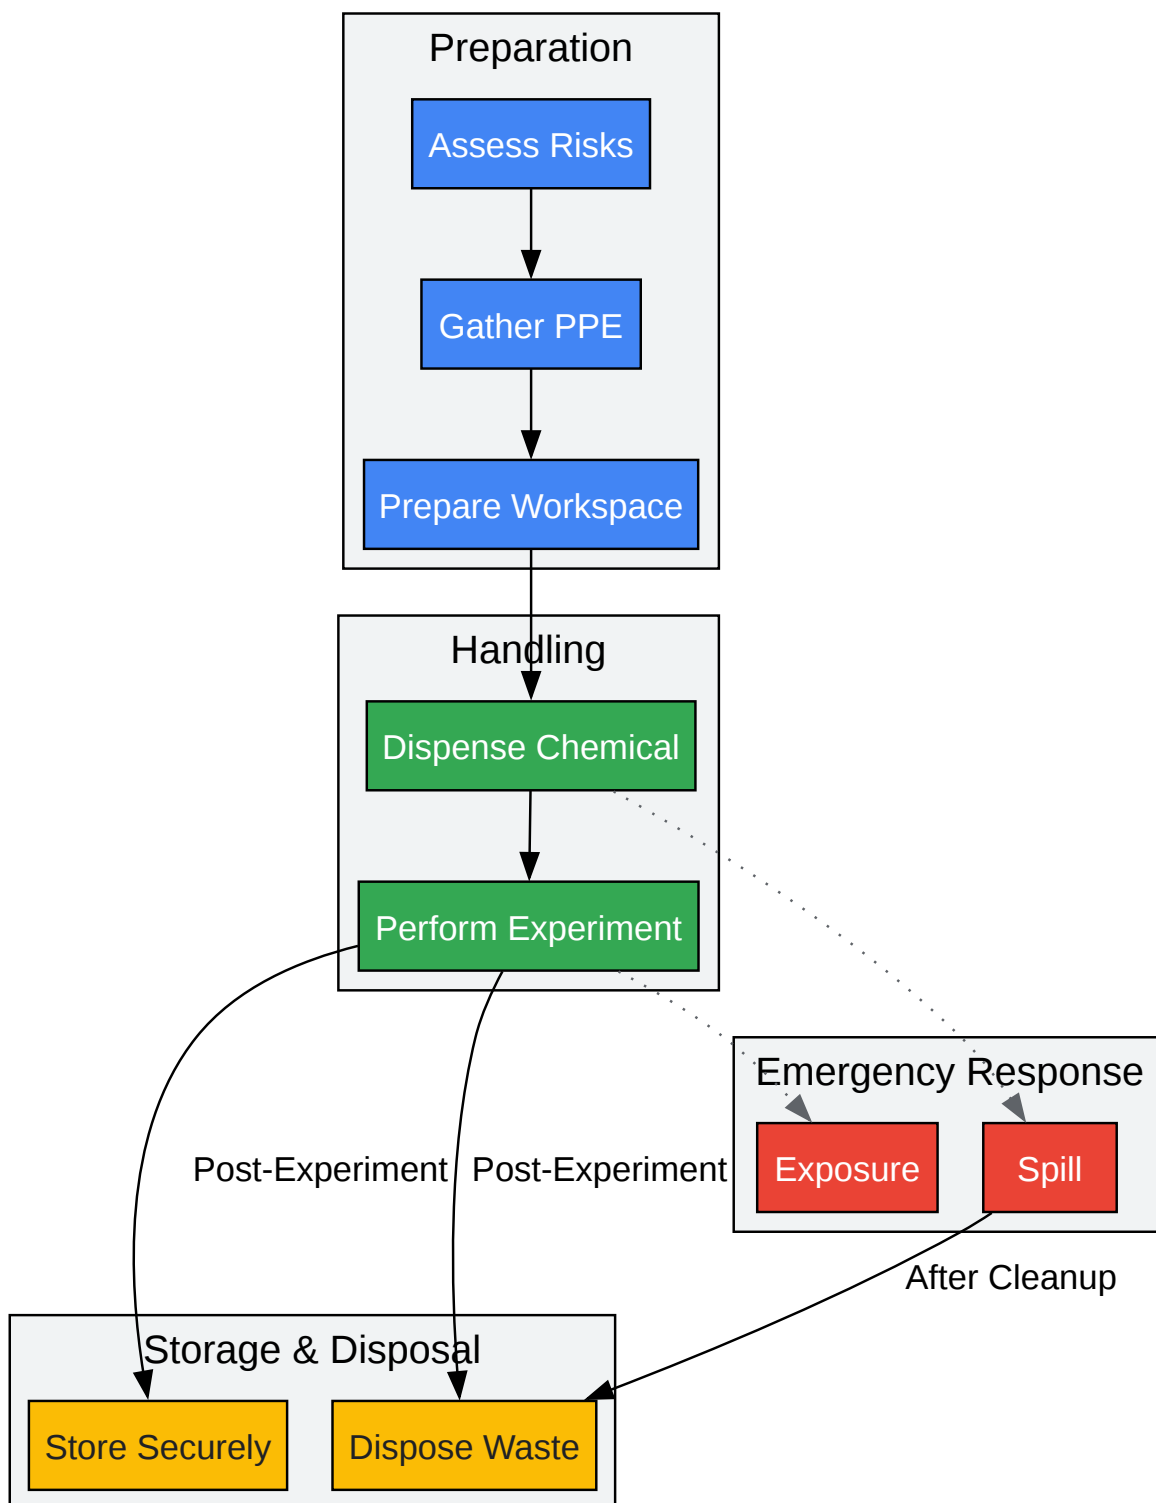 Preparation
Assess Risks
Gather PPE
Prepare Workspace
Handling
Dispense Chemical
Perform Experiment
Emergency Response
Exposure
Spill
Post-Experiment
Post-Experiment
After Cleanup
Storage & Disposal
Store Securely
Dispose Waste